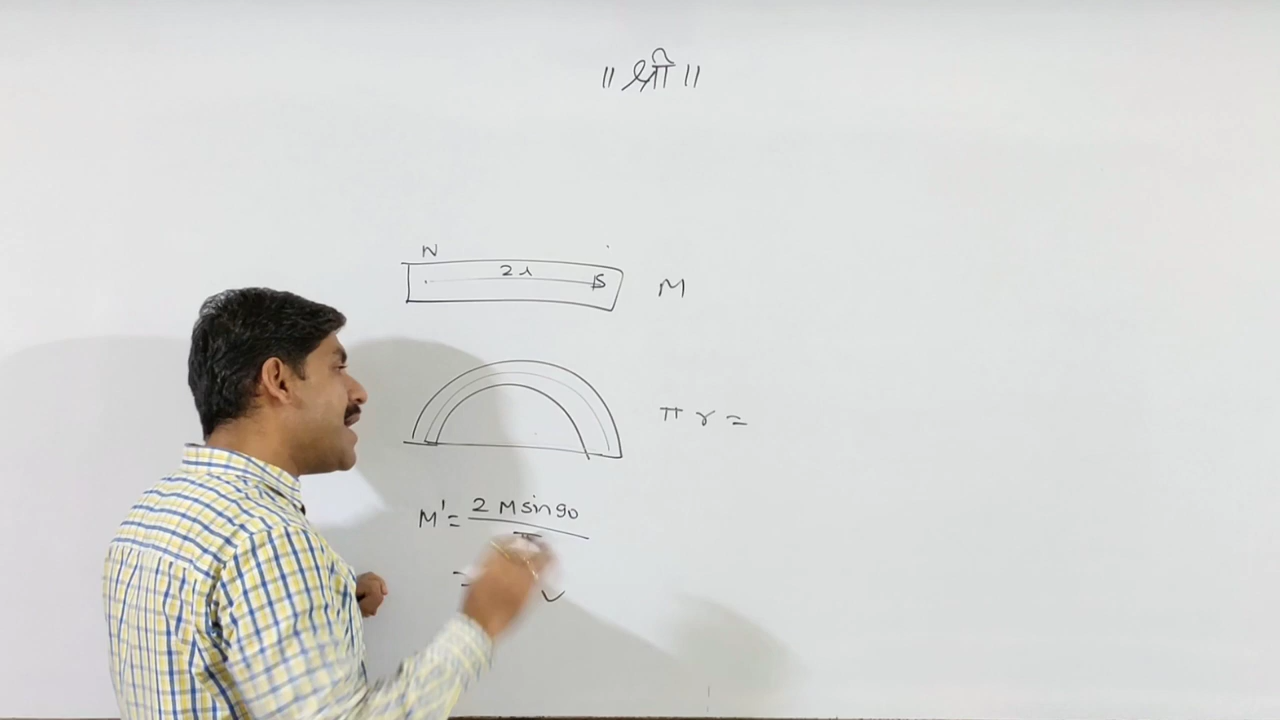 ॥ श्री ॥
N
2l S M
π r =
M' = 2 M sin 90 / π
=